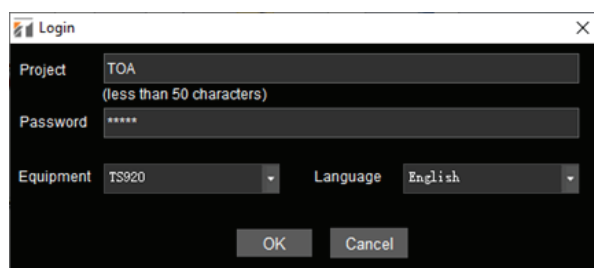 Login
Project TOA
(less than 50 characters)
Password *****
Equipment TS920 Language English
OK Cancel